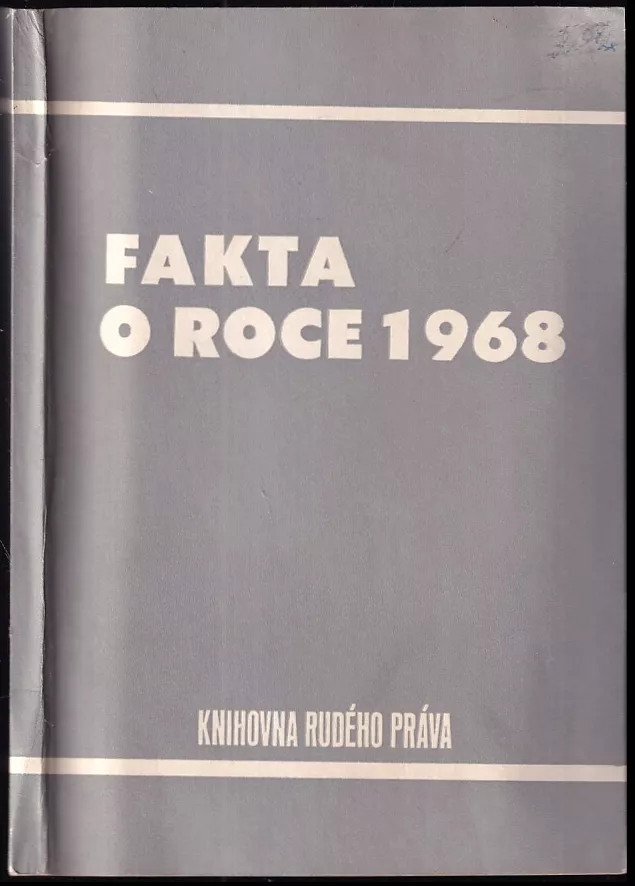 FAKTA
O ROCE 1968
KNIHOVNA RUDÉHO PRÁVA